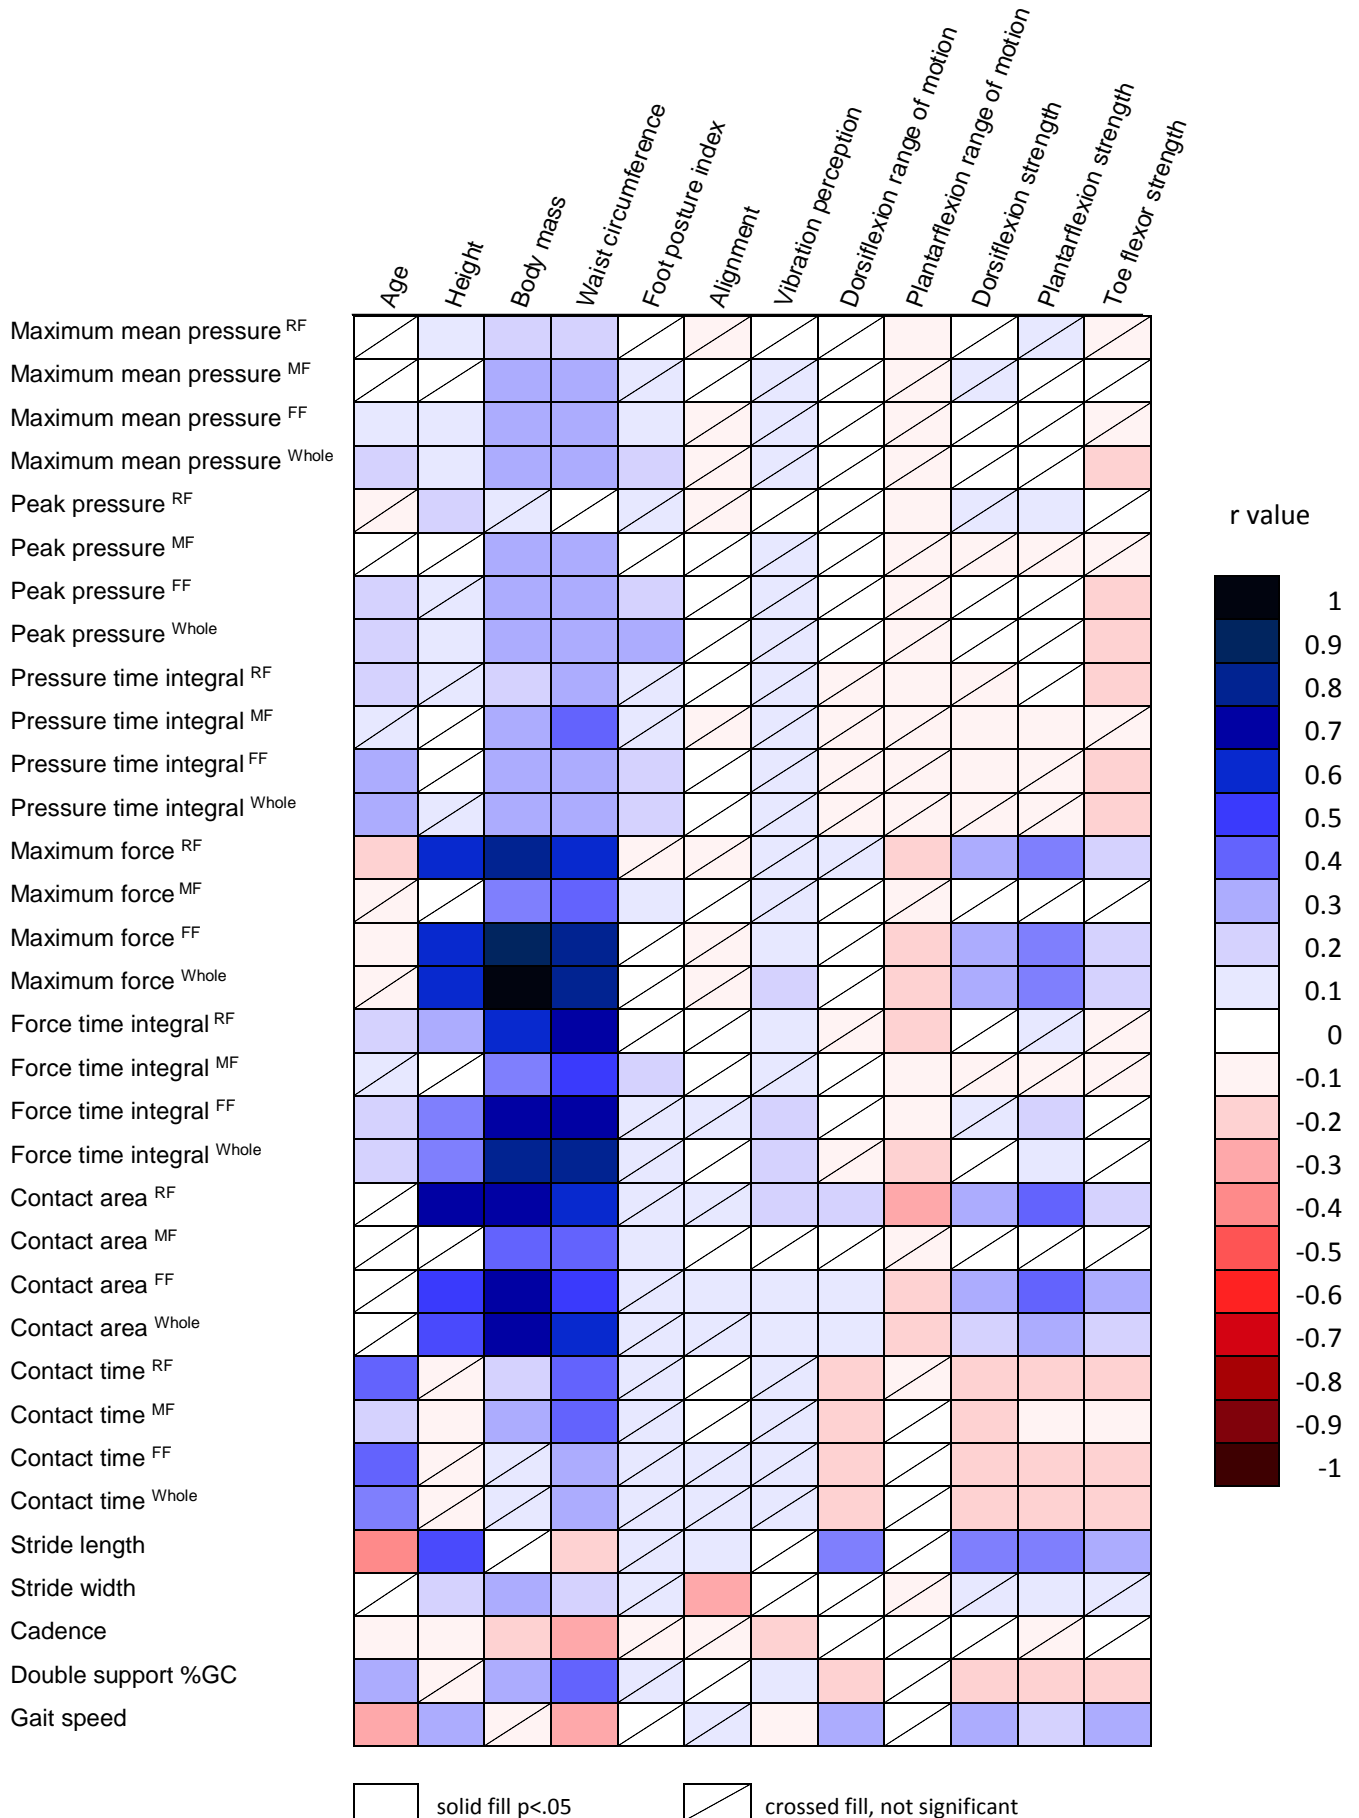 Age
Height
Body mass
Waist circumference
Foot posture index
Alignment
Vibration perception
Dorsiflexion range of motion
Plantarflexion range of motion
Dorsiflexion strength
Plantarflexion strength
Toe flexor strength
Maximum mean pressure RF
Maximum mean pressure MF
Maximum mean pressure FF
Maximum mean pressure Whole
Peak pressure RF
Peak pressure MF
Peak pressure FF
Peak pressure Whole
Pressure time integral RF
Pressure time integral MF
Pressure time integral FF
Pressure time integral Whole
Maximum force RF
Maximum force MF
Maximum force FF
Maximum force Whole
Force time integral RF
Force time integral MF
Force time integral FF
Force time integral Whole
Contact area RF
Contact area MF
Contact area FF
Contact area Whole
Contact time RF
Contact time MF
Contact time FF
Contact time Whole
Stride length
Stride width
Cadence
Double support %GC
Gait speed
r value
1
0.9
0.8
0.7
0.6
0.5
0.4
0.3
0.2
0.1
0
-0.1
-0.2
-0.3
-0.4
-0.5
-0.6
-0.7
-0.8
-0.9
-1
solid fill p<.05
crossed fill, not significant